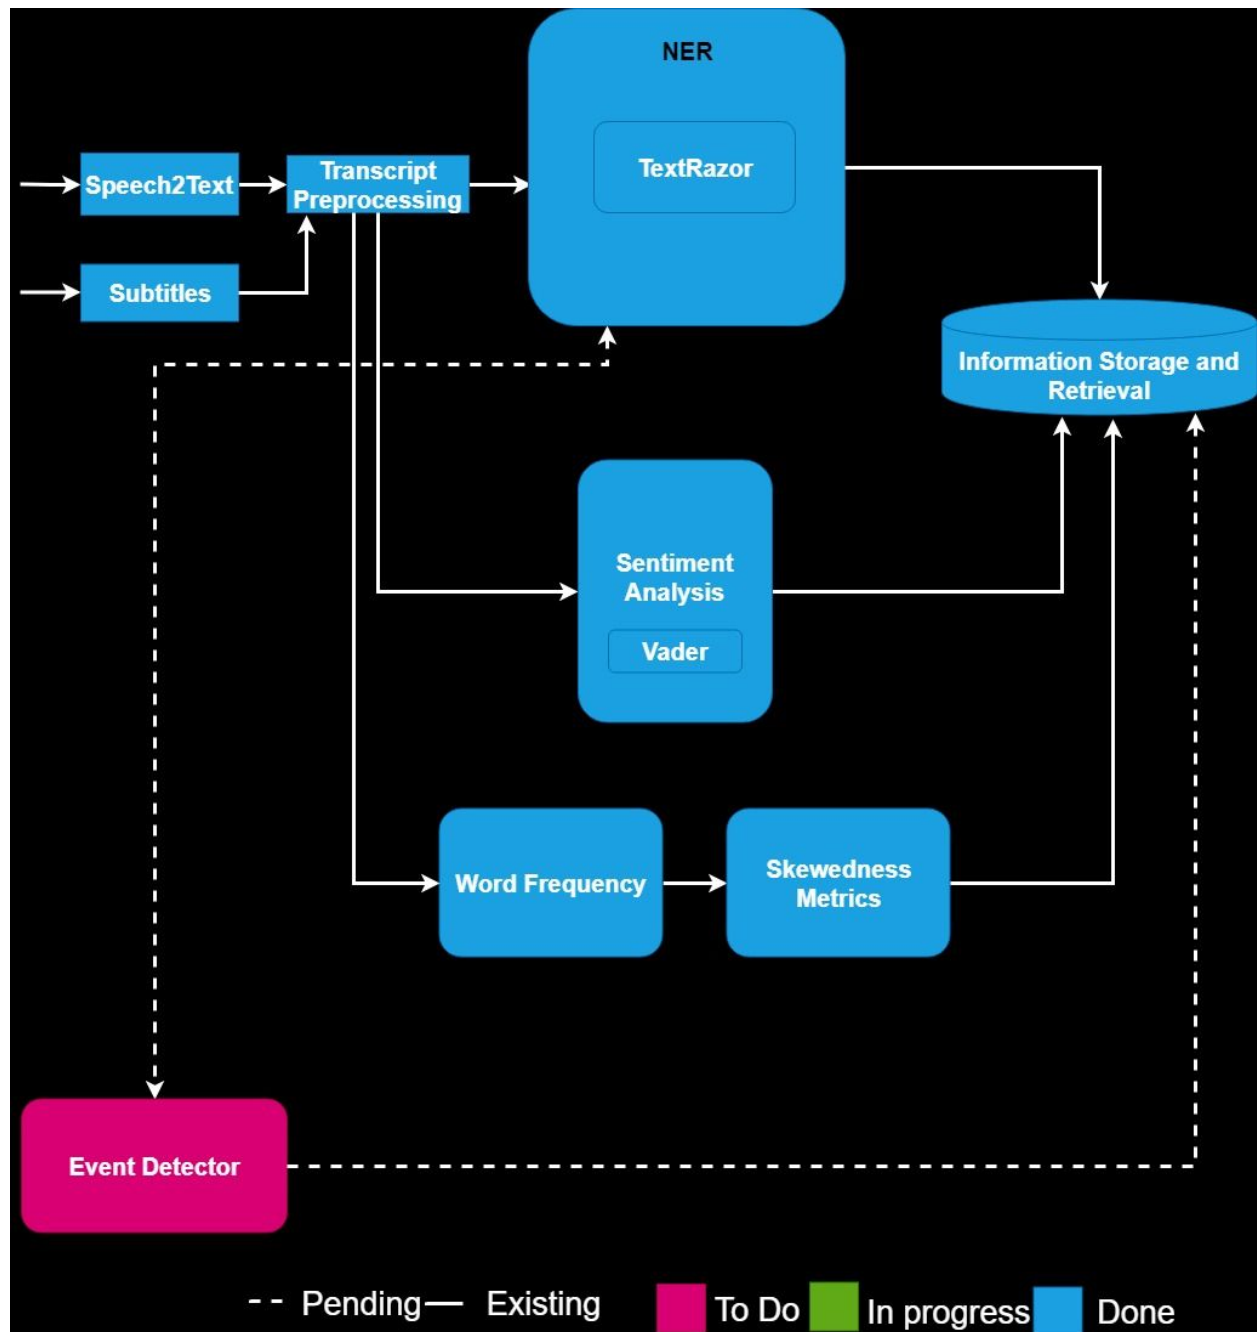 NER
TextRazor
Speech2Text
Transcript
Preprocessing
Subtitles
Information Storage and
Retrieval
Sentiment
Analysis
Vader
Word Frequency
Skewedness
Metrics
Event Detector
Pending
Existing
To Do
In progress
Done